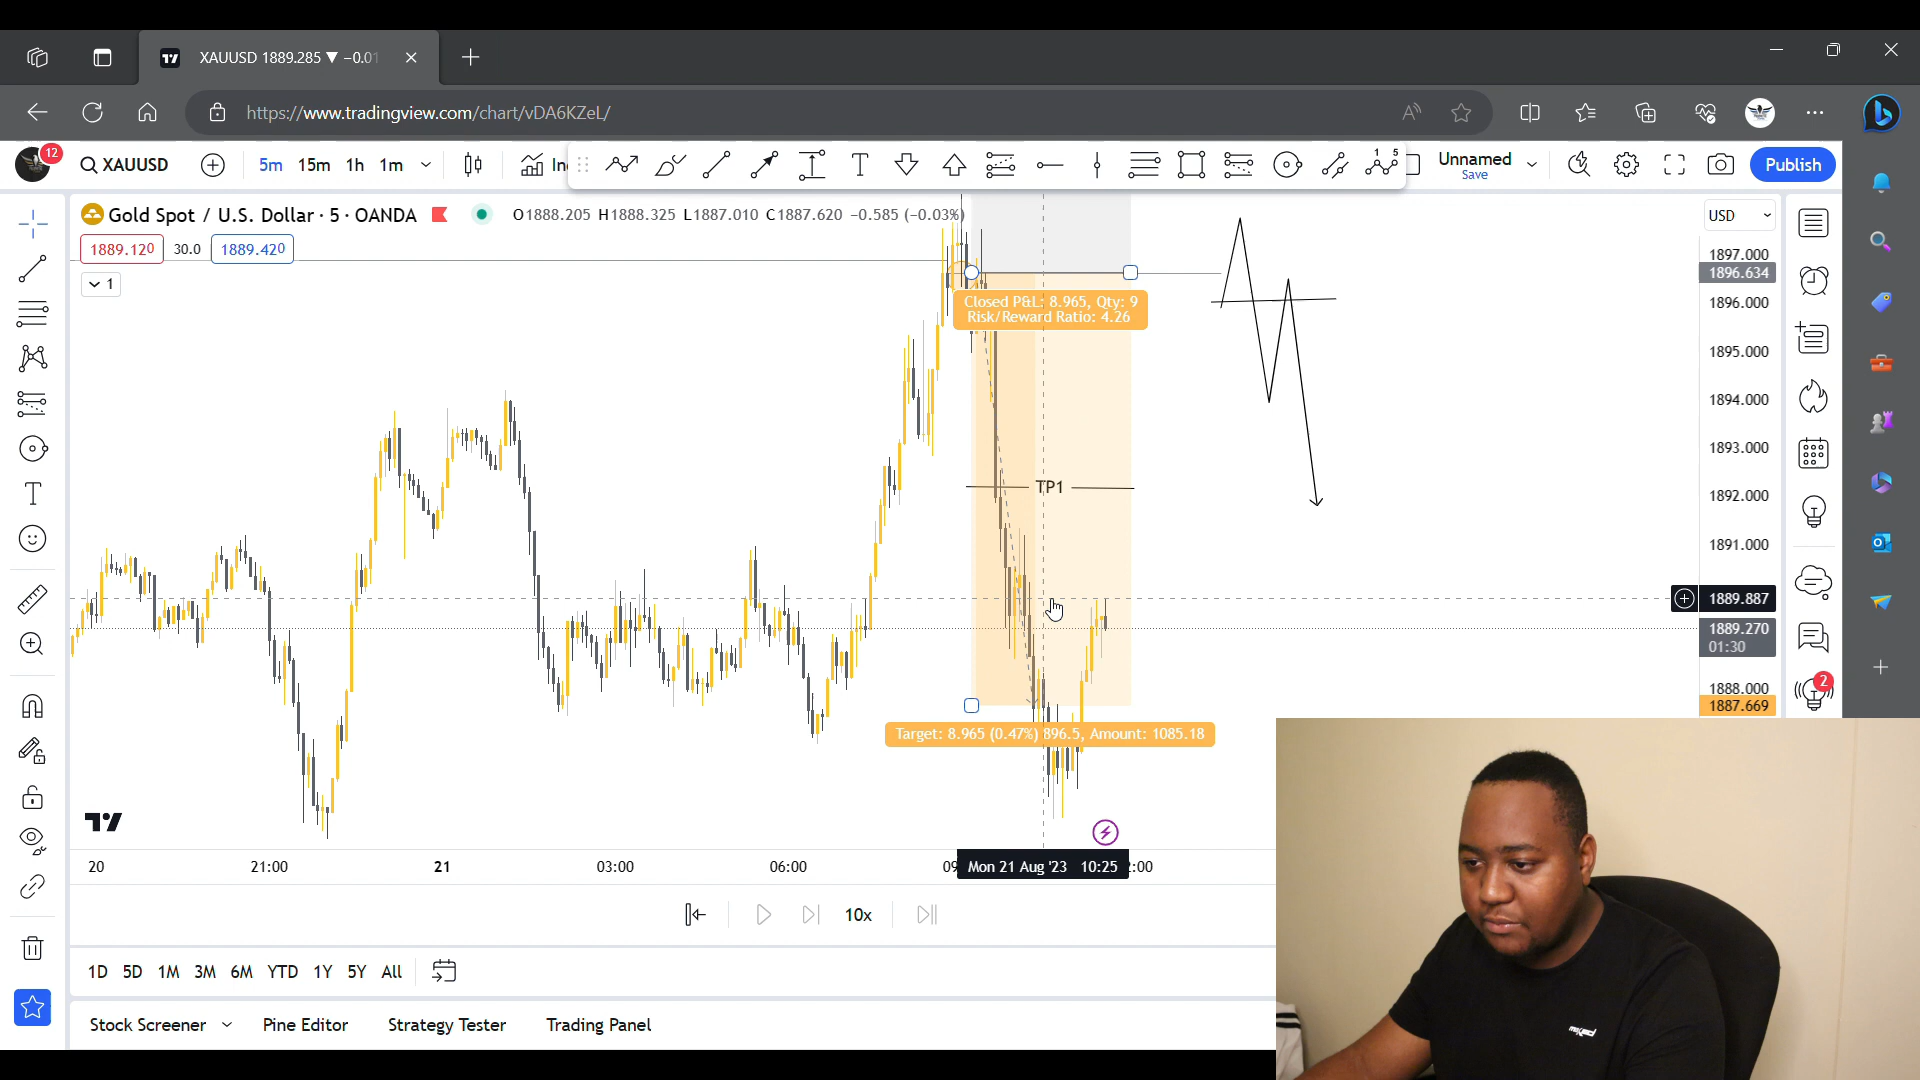 XAUUSD 1889.285 ▼ −0.01
https://www.tradingview.com/chart/vDA6KZeL/
12
XAUUSD
5m 15m 1h 1m
Unnamed
Save
Publish
Gold Spot / U.S. Dollar · 5 · OANDA
O1888.205 H1888.325 L1887.010 C1887.620 −0.585 (−0.03%)
USD
1889.120 30.0 1889.420
1
1897.000
1896.634
1896.000
1895.000
1894.000
1893.000
1892.000
1891.000
1889.887
1889.270
01:30
1888.000
1887.669
Closed P&L: 8.965, Qty: 9
Risk/Reward Ratio: 4.26
TP1
Target: 8.965 (0.47%) 896.5, Amount: 1085.18
2
20 21:00 21 03:00 06:00 Mon 21 Aug '23 10:25
10x
1D 5D 1M 3M 6M YTD 1Y 5Y All
Stock Screener Pine Editor Strategy Tester Trading Panel